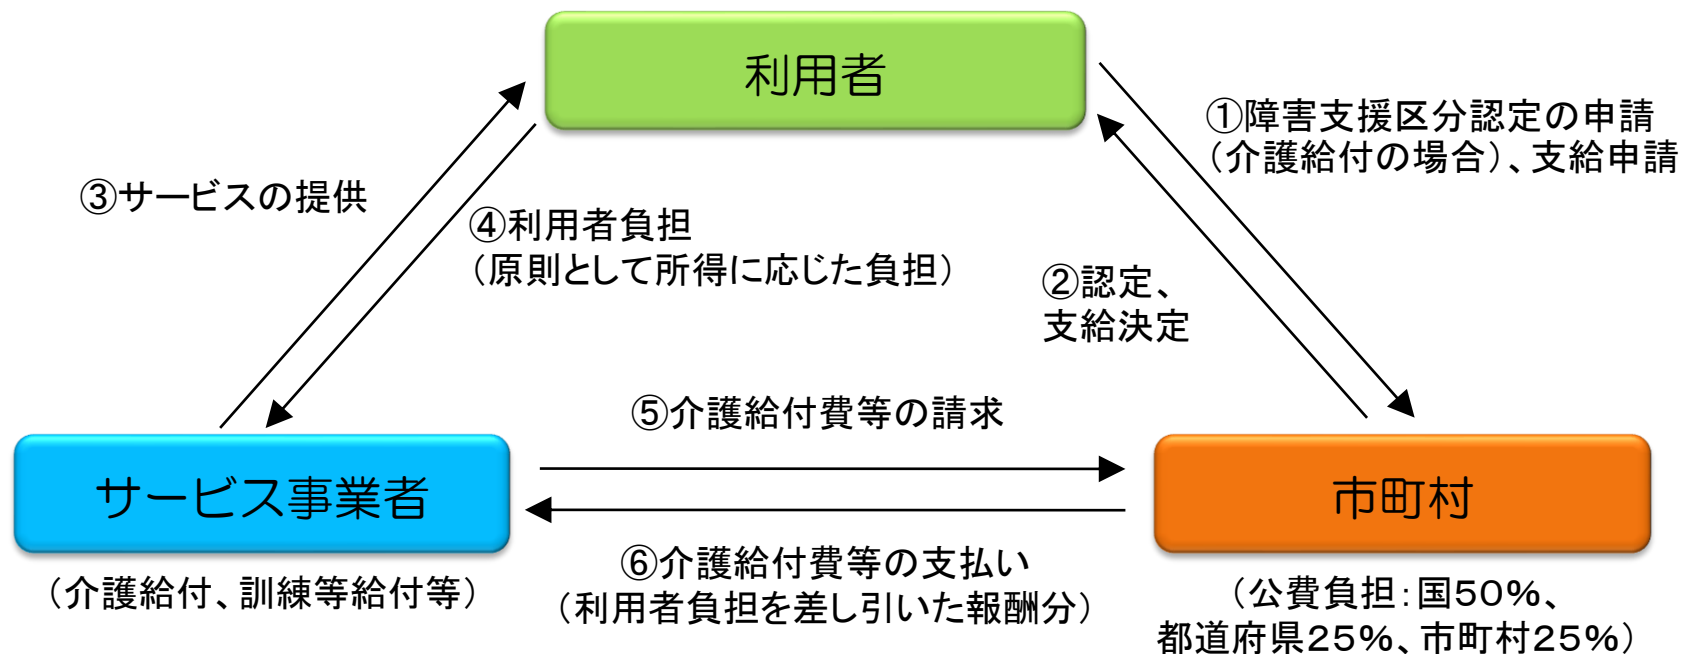 利用者
①障害支援区分認定の申請
（介護給付の場合）、支給申請
③サービスの提供
④利用者負担
（原則として所得に応じた負担）
②認定、
支給決定
⑤介護給付費等の請求
サービス事業者
市町村
⑥介護給付費等の支払い
（利用者負担を差し引いた報酬分）
（介護給付、訓練等給付等）
（公費負担：国50％、
都道府県25％、市町村25％）